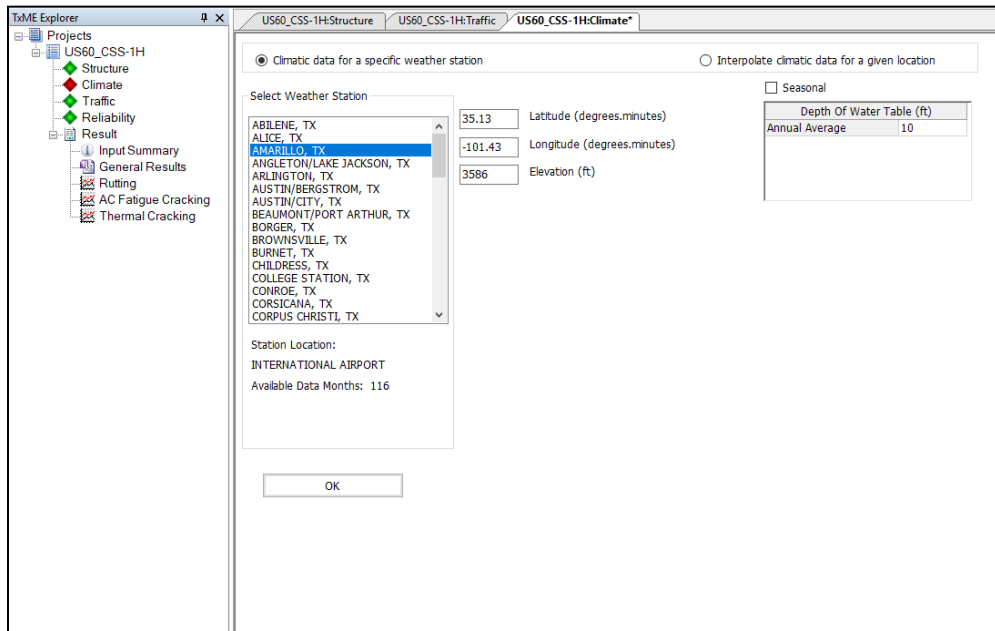 TxME Explorer
Projects
US60_CSS-1H
Structure
Climate
Traffic
Reliability
Result
Input Summary
General Results
Rutting
AC Fatigue Cracking
Thermal Cracking
US60_CSS-1H:Structure US60_CSS-1H:Traffic US60_CSS-1H:Climate*
Climatic data for a specific weather station Interpolate climatic data for a given location
Select Weather Station
ABILENE, TX
ALICE, TX
AMARILLO, TX
ANGLETON/LAKE JACKSON, TX
ARLINGTON, TX
AUSTIN/BERGSTROM, TX
AUSTIN/CITY, TX
BEAUMONT/PORT ARTHUR, TX
BORGER, TX
BROWNSVILLE, TX
BURNET, TX
CHILDRESS, TX
COLLEGE STATION, TX
CONROE, TX
CORSICANA, TX
CORPUS CHRISTI, TX
Station Location:
INTERNATIONAL AIRPORT
Available Data Months: 116
OK
35.13 Latitude (degrees.minutes)
-101.43 Longitude (degrees.minutes)
3586 Elevation (ft)
Seasonal
Depth Of Water Table (ft)
Annual Average 10